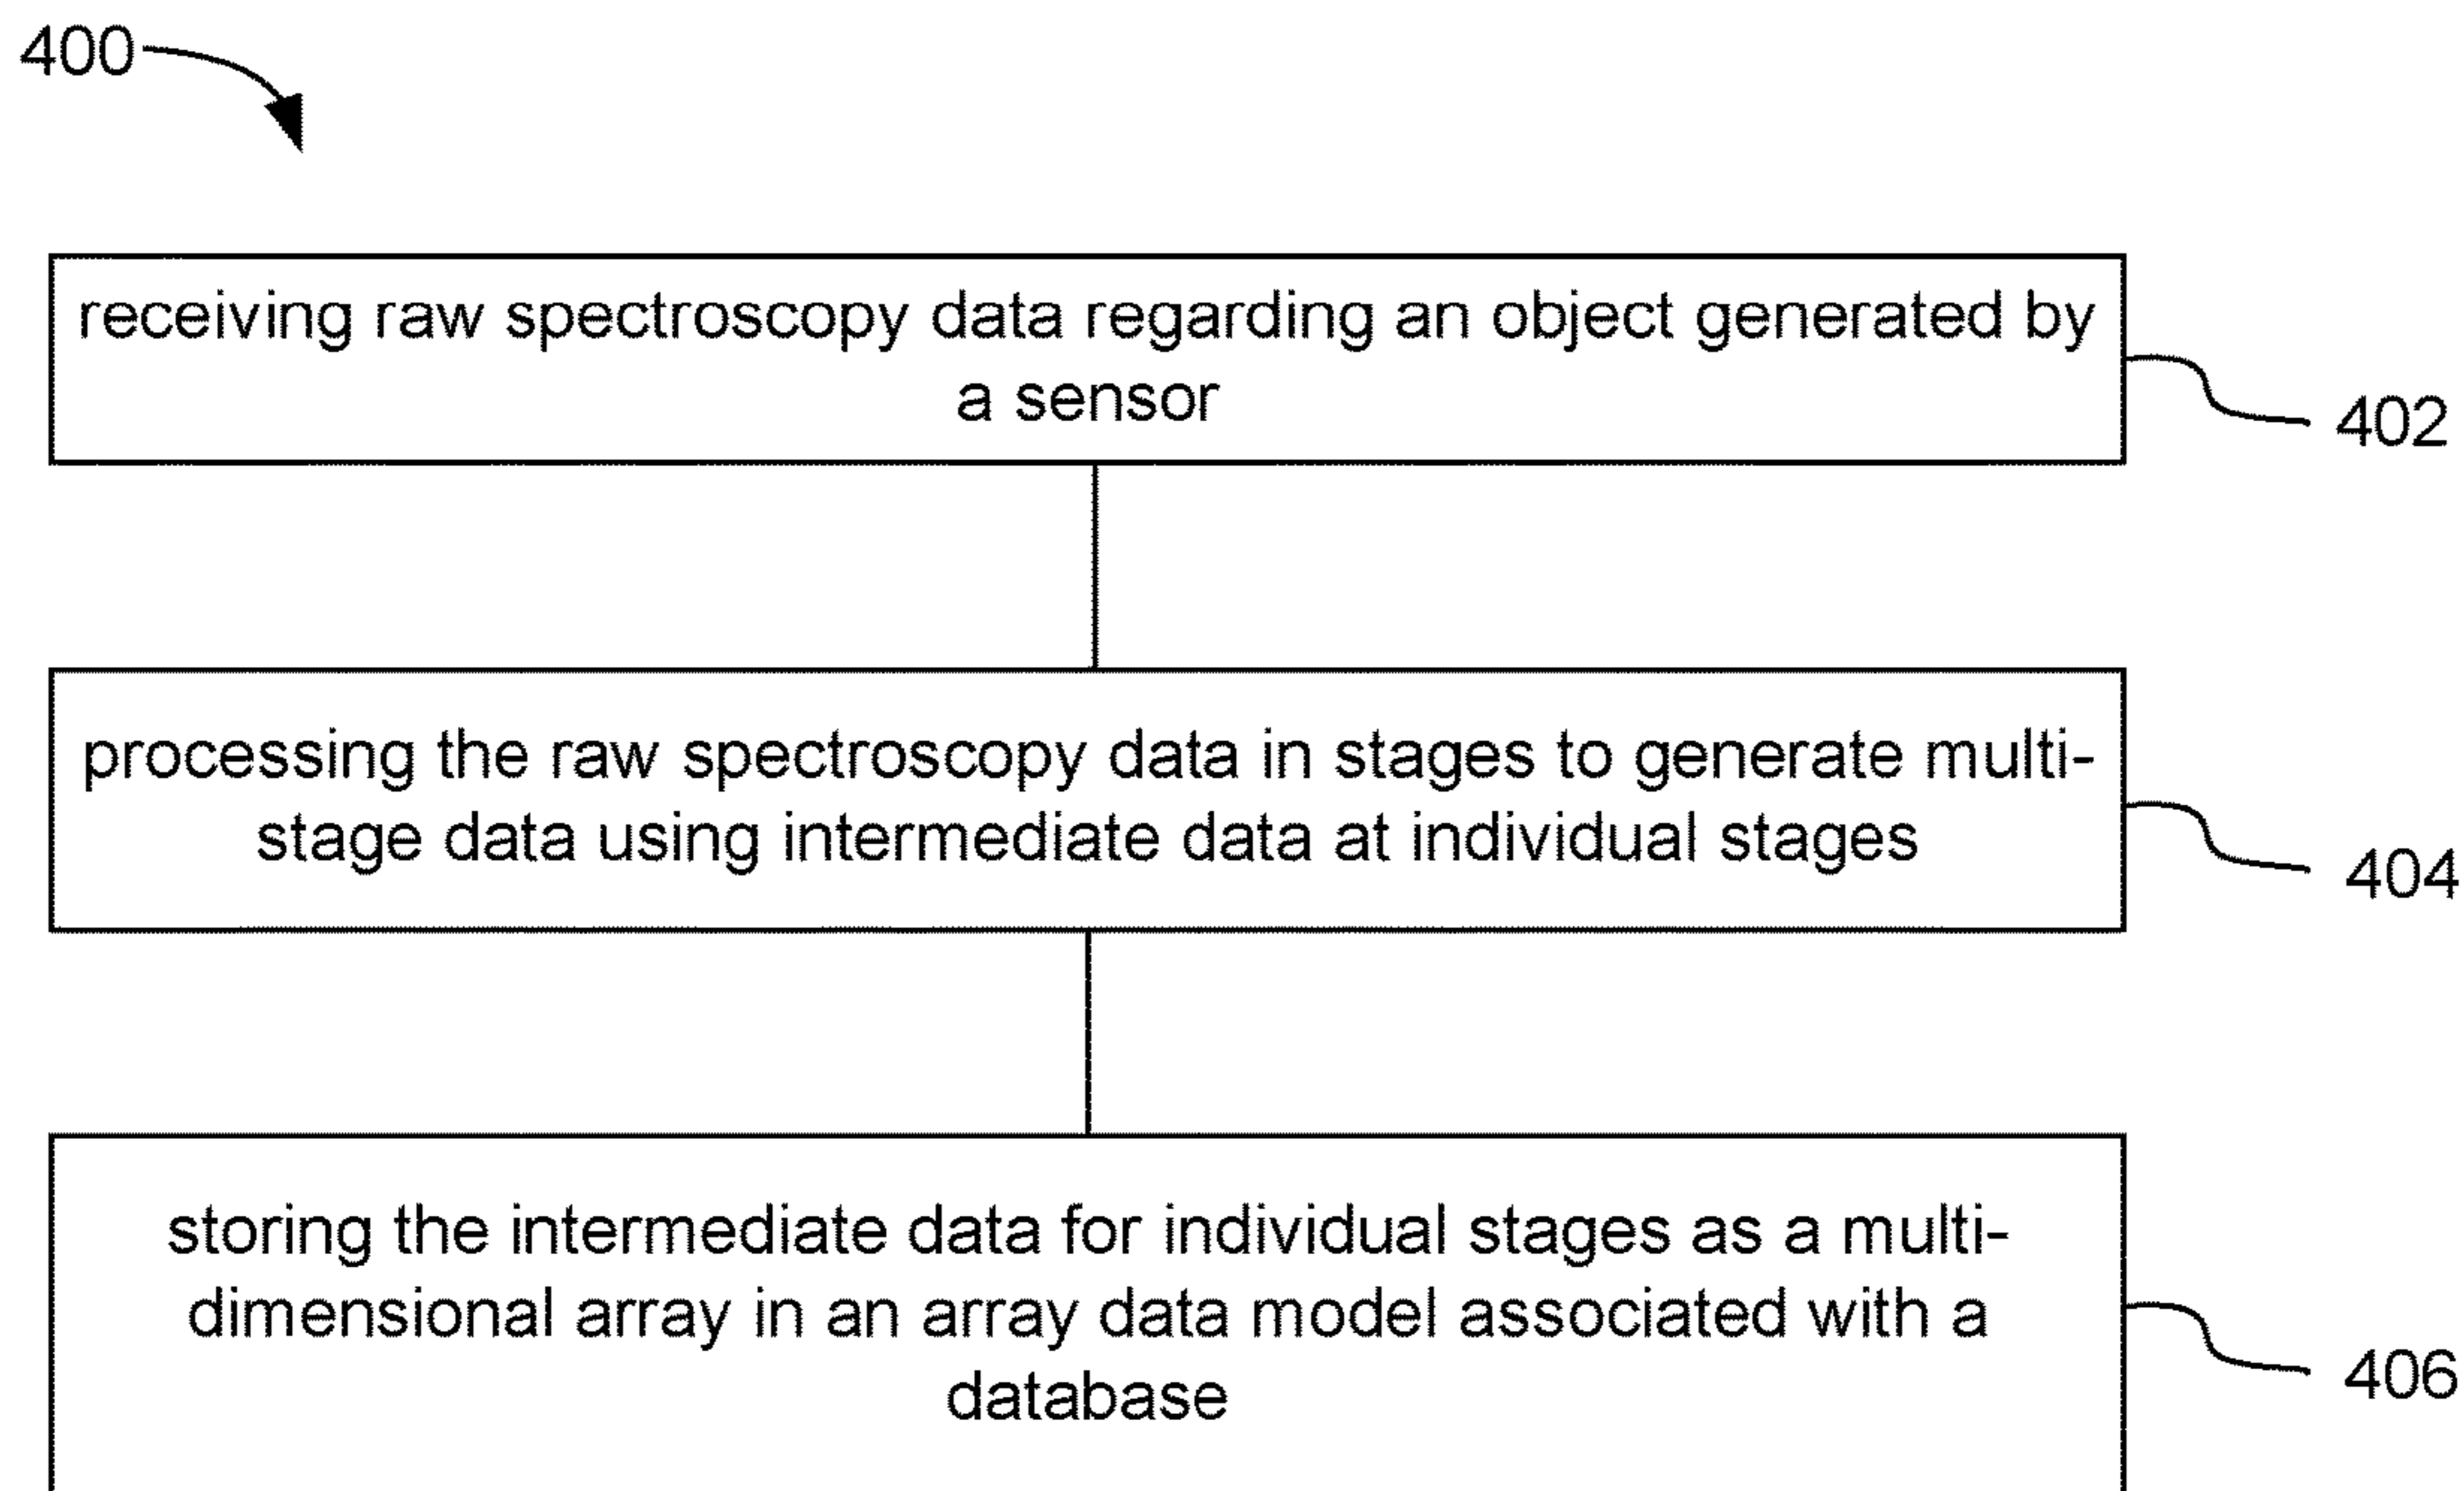 400
receiving raw spectroscopy data regarding an object generated by
a sensor
402
processing the raw spectroscopy data in stages to generate multi-
stage data using intermediate data at individual stages
404
storing the intermediate data for individual stages as a multi-
dimensional array in an array data model associated with a
database
406